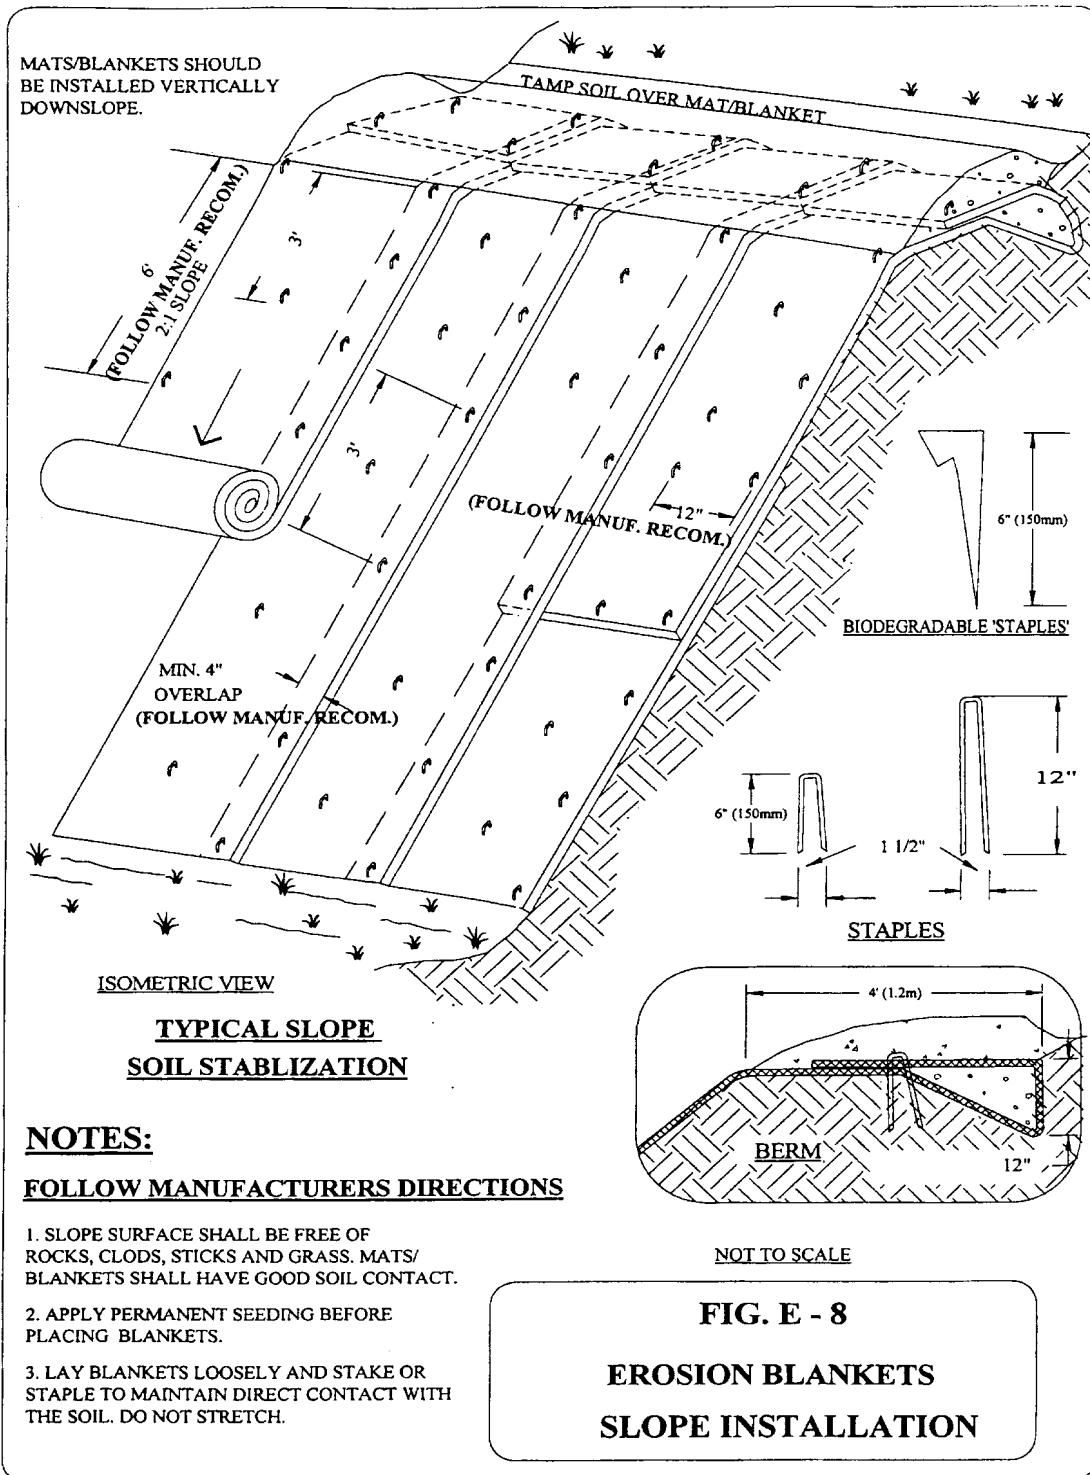 MATS/BLANKETS SHOULD
BE INSTALLED VERTICALLY
DOWNSLOPE.
TAMP SOIL OVER MAT/BLANKET
6'
(FOLLOW MANUF. RECOM.)
2:1 SLOPE
3'
3'
12"
(FOLLOW MANUF. RECOM.)
MIN. 4"
OVERLAP
(FOLLOW MANUF. RECOM.)
6" (150mm)
BIODEGRADABLE 'STAPLES'
12"
6" (150mm)
1 1/2"
STAPLES
ISOMETRIC VIEW
TYPICAL SLOPE
SOIL STABLIZATION
4' (1.2m)
BERM
12"
NOTES:
FOLLOW MANUFACTURERS DIRECTIONS
1. SLOPE SURFACE SHALL BE FREE OF
ROCKS, CLODS, STICKS AND GRASS. MATS/
BLANKETS SHALL HAVE GOOD SOIL CONTACT.
2. APPLY PERMANENT SEEDING BEFORE
PLACING BLANKETS.
3. LAY BLANKETS LOOSELY AND STAKE OR
STAPLE TO MAINTAIN DIRECT CONTACT WITH
THE SOIL. DO NOT STRETCH.
NOT TO SCALE
FIG. E - 8
EROSION BLANKETS
SLOPE INSTALLATION